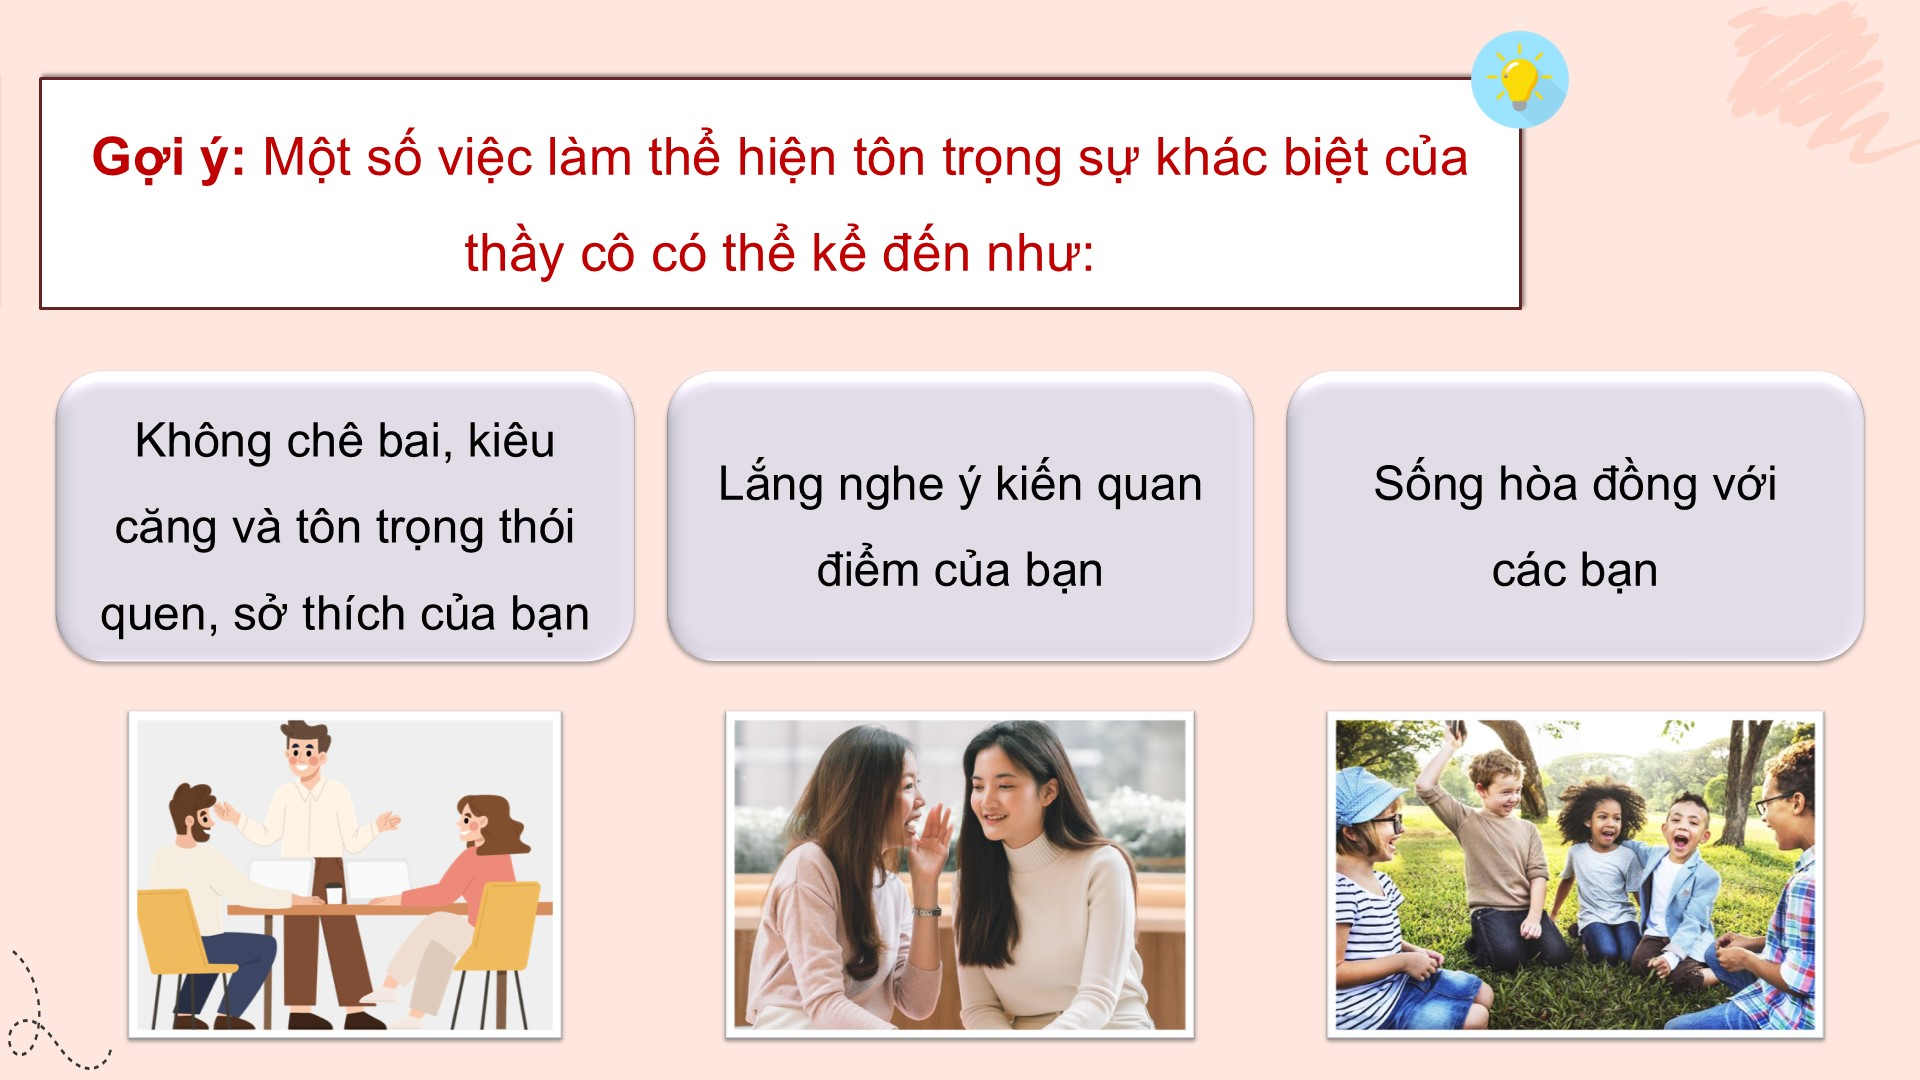 Gợi ý: Một số việc làm thể hiện tôn trọng sự khác biệt của
thầy cô có thể kể đến như:
Không chê bai, kiêu
căng và tôn trọng thói
quen, sở thích của bạn
Lắng nghe ý kiến quan
điểm của bạn
Sống hòa đồng với
các bạn